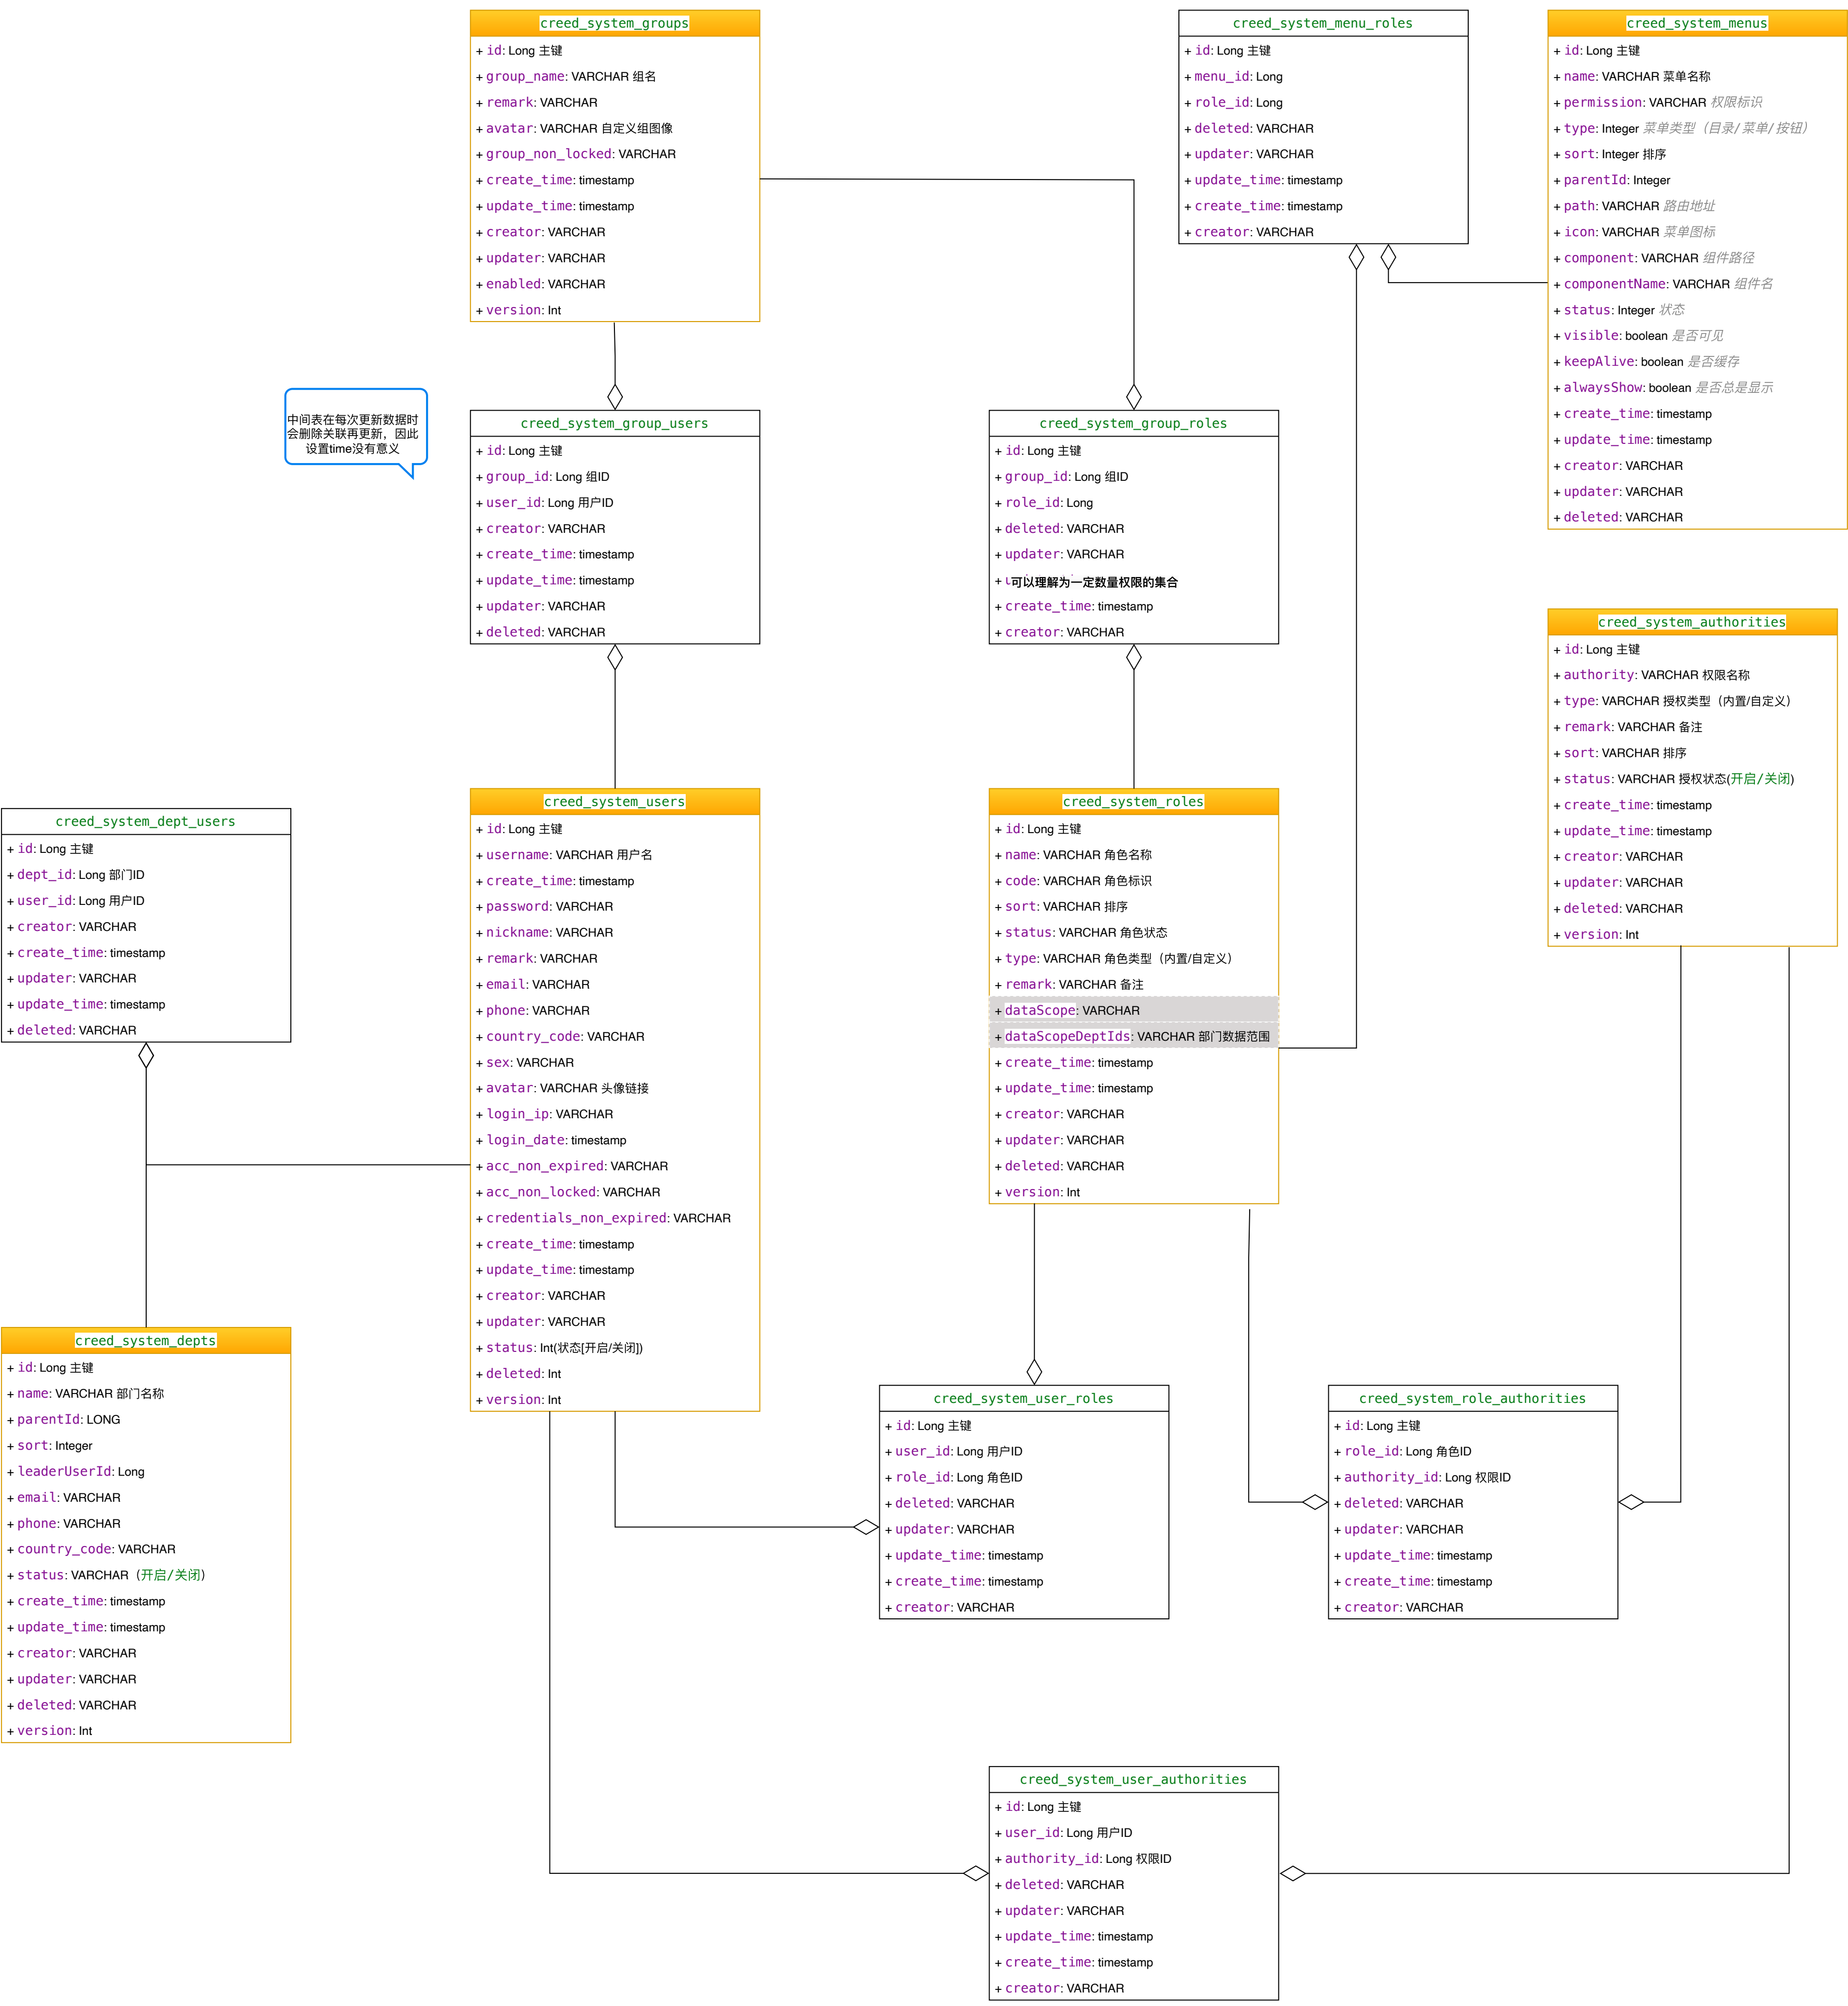 creed_system_groups
+ id: Long 主键
+ group_name: VARCHAR 组名
+ remark: VARCHAR
+ avatar: VARCHAR 自定义组图像
+ group_non_locked: VARCHAR
+ create_time: timestamp
+ update_time: timestamp
+ creator: VARCHAR
+ updater: VARCHAR
+ enabled: VARCHAR
+ version: Int
creed_system_menu_roles
+ id: Long 主键
+ menu_id: Long
+ role_id: Long
+ deleted: VARCHAR
+ updater: VARCHAR
+ update_time: timestamp
+ create_time: timestamp
+ creator: VARCHAR
creed_system_menus
+ id: Long 主键
+ name: VARCHAR 菜单名称
+ permission: VARCHAR 权限标识
+ type: Integer 菜单类型（目录/菜单/按钮）
+ sort: Integer 排序
+ parentId: Integer
+ path: VARCHAR 路由地址
+ icon: VARCHAR 菜单图标
+ component: VARCHAR 组件路径
+ componentName: VARCHAR 组件名
+ status: Integer 状态
+ visible: boolean 是否可见
+ keepAlive: boolean 是否缓存
+ alwaysShow: boolean 是否总是显示
+ create_time: timestamp
+ update_time: timestamp
+ creator: VARCHAR
+ updater: VARCHAR
+ deleted: VARCHAR
中间表在每次更新数据时
会删除关联再更新，因此
设置time没有意义
creed_system_group_users
+ id: Long 主键
+ group_id: Long 组ID
+ user_id: Long 用户ID
+ creator: VARCHAR
+ create_time: timestamp
+ update_time: timestamp
+ updater: VARCHAR
+ deleted: VARCHAR
creed_system_group_roles
+ id: Long 主键
+ group_id: Long 组ID
+ role_id: Long
+ deleted: VARCHAR
+ updater: VARCHAR
+ 可以理解为一定数量权限的集合
+ create_time: timestamp
+ creator: VARCHAR
creed_system_authorities
+ id: Long 主键
+ authority: VARCHAR 权限名称
+ type: VARCHAR 授权类型（内置/自定义）
+ remark: VARCHAR 备注
+ sort: VARCHAR 排序
+ status: VARCHAR 授权状态(开启/关闭)
+ create_time: timestamp
+ update_time: timestamp
+ creator: VARCHAR
+ updater: VARCHAR
+ deleted: VARCHAR
+ version: Int
creed_system_dept_users
+ id: Long 主键
+ dept_id: Long 部门ID
+ user_id: Long 用户ID
+ creator: VARCHAR
+ create_time: timestamp
+ updater: VARCHAR
+ update_time: timestamp
+ deleted: VARCHAR
creed_system_users
+ id: Long 主键
+ username: VARCHAR 用户名
+ create_time: timestamp
+ password: VARCHAR
+ nickname: VARCHAR
+ remark: VARCHAR
+ email: VARCHAR
+ phone: VARCHAR
+ country_code: VARCHAR
+ sex: VARCHAR
+ avatar: VARCHAR 头像链接
+ login_ip: VARCHAR
+ login_date: timestamp
+ acc_non_expired: VARCHAR
+ acc_non_locked: VARCHAR
+ credentials_non_expired: VARCHAR
+ create_time: timestamp
+ update_time: timestamp
+ creator: VARCHAR
+ updater: VARCHAR
+ status: Int(状态[开启/关闭])
+ deleted: Int
+ version: Int
creed_system_roles
+ id: Long 主键
+ name: VARCHAR 角色名称
+ code: VARCHAR 角色标识
+ sort: VARCHAR 排序
+ status: VARCHAR 角色状态
+ type: VARCHAR 角色类型（内置/自定义）
+ remark: VARCHAR 备注
+ dataScope: VARCHAR
+ dataScopeDeptIds: VARCHAR 部门数据范围
+ create_time: timestamp
+ update_time: timestamp
+ creator: VARCHAR
+ updater: VARCHAR
+ deleted: VARCHAR
+ version: Int
creed_system_depts
+ id: Long 主键
+ name: VARCHAR 部门名称
+ parentId: LONG
+ sort: Integer
+ leaderUserId: Long
+ email: VARCHAR
+ phone: VARCHAR
+ country_code: VARCHAR
+ status: VARCHAR（开启/关闭）
+ create_time: timestamp
+ update_time: timestamp
+ creator: VARCHAR
+ updater: VARCHAR
+ deleted: VARCHAR
+ version: Int
creed_system_user_roles
+ id: Long 主键
+ user_id: Long 用户ID
+ role_id: Long 角色ID
+ deleted: VARCHAR
+ updater: VARCHAR
+ update_time: timestamp
+ create_time: timestamp
+ creator: VARCHAR
creed_system_role_authorities
+ id: Long 主键
+ role_id: Long 角色ID
+ authority_id: Long 权限ID
+ deleted: VARCHAR
+ updater: VARCHAR
+ update_time: timestamp
+ create_time: timestamp
+ creator: VARCHAR
creed_system_user_authorities
+ id: Long 主键
+ user_id: Long 用户ID
+ authority_id: Long 权限ID
+ deleted: VARCHAR
+ updater: VARCHAR
+ update_time: timestamp
+ create_time: timestamp
+ creator: VARCHAR